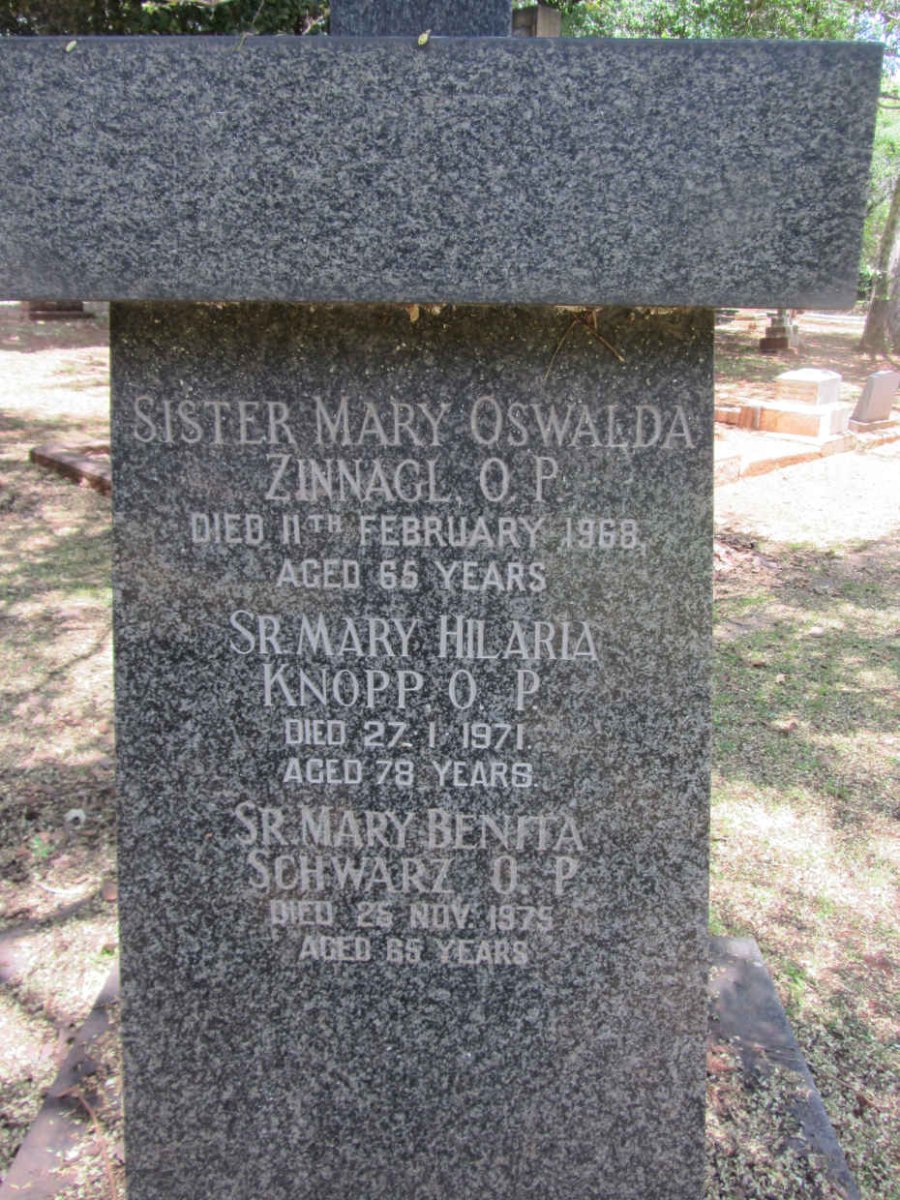 SISTER MARY OSWALDA
ZINNAGL, O. P.
DIED 11TH FEBRUARY 1968,
AGED 66 YEARS
SR. MARY HILARIA
KNOPP, O. P.
DIED 27. 1. 1971.
AGED 78 YEARS.
SR. MARY BENITA
SCHWARZ O. P.
DIED 25 NOV. 1975
AGED 65 YEARS